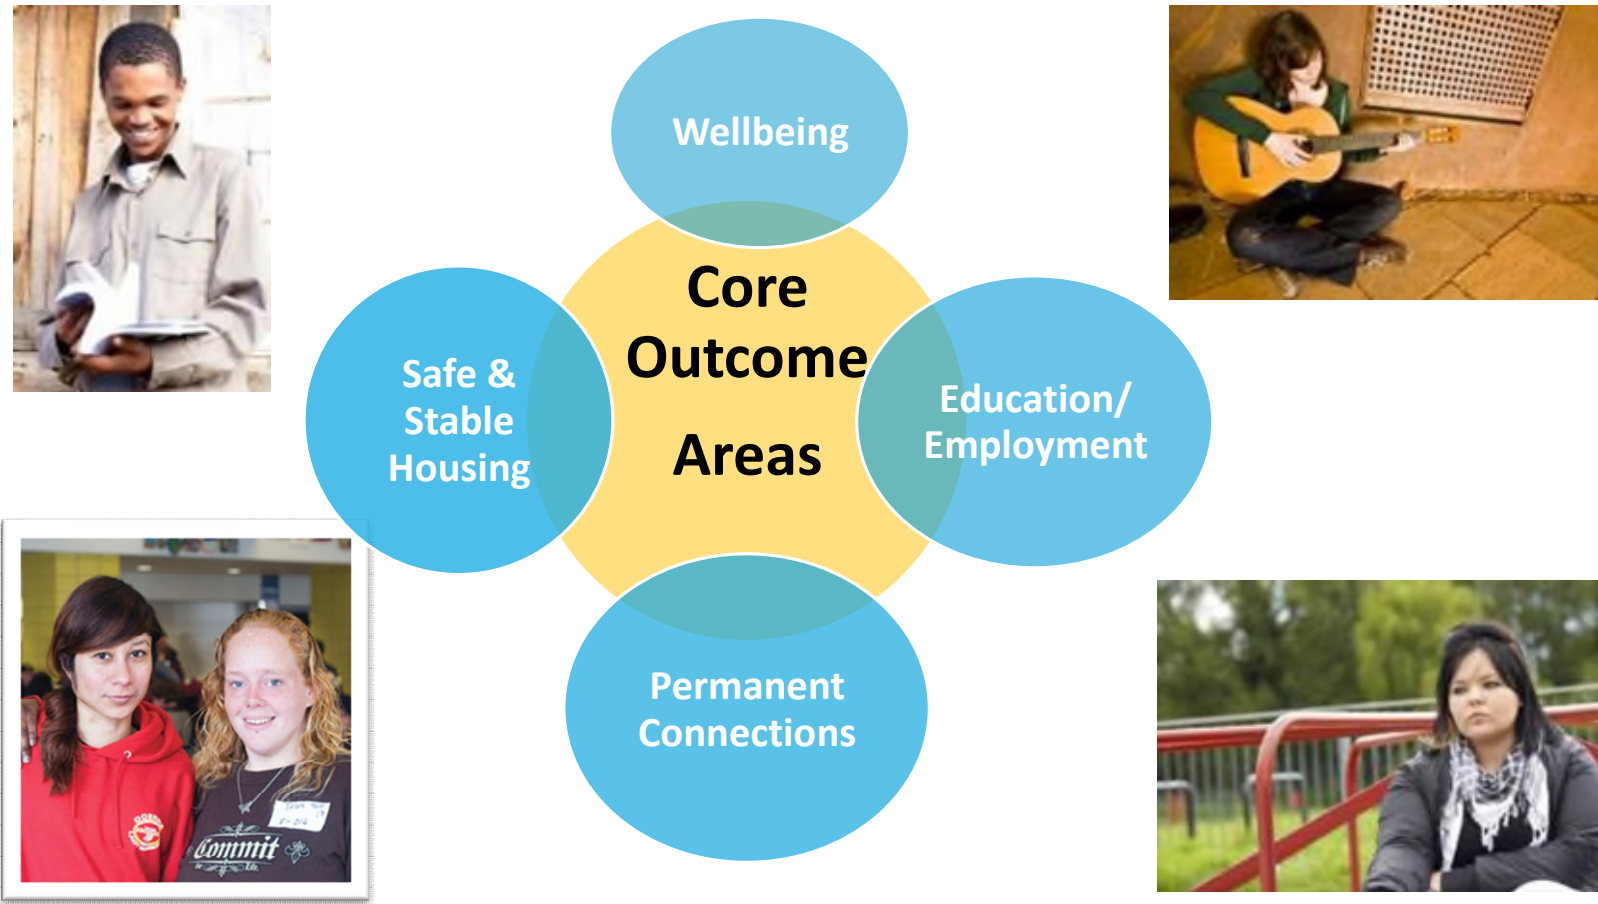 Wellbeing
Core
Outcome
Areas
Safe &
Stable
Housing
Education/
Employment
Permanent
Connections
Commit